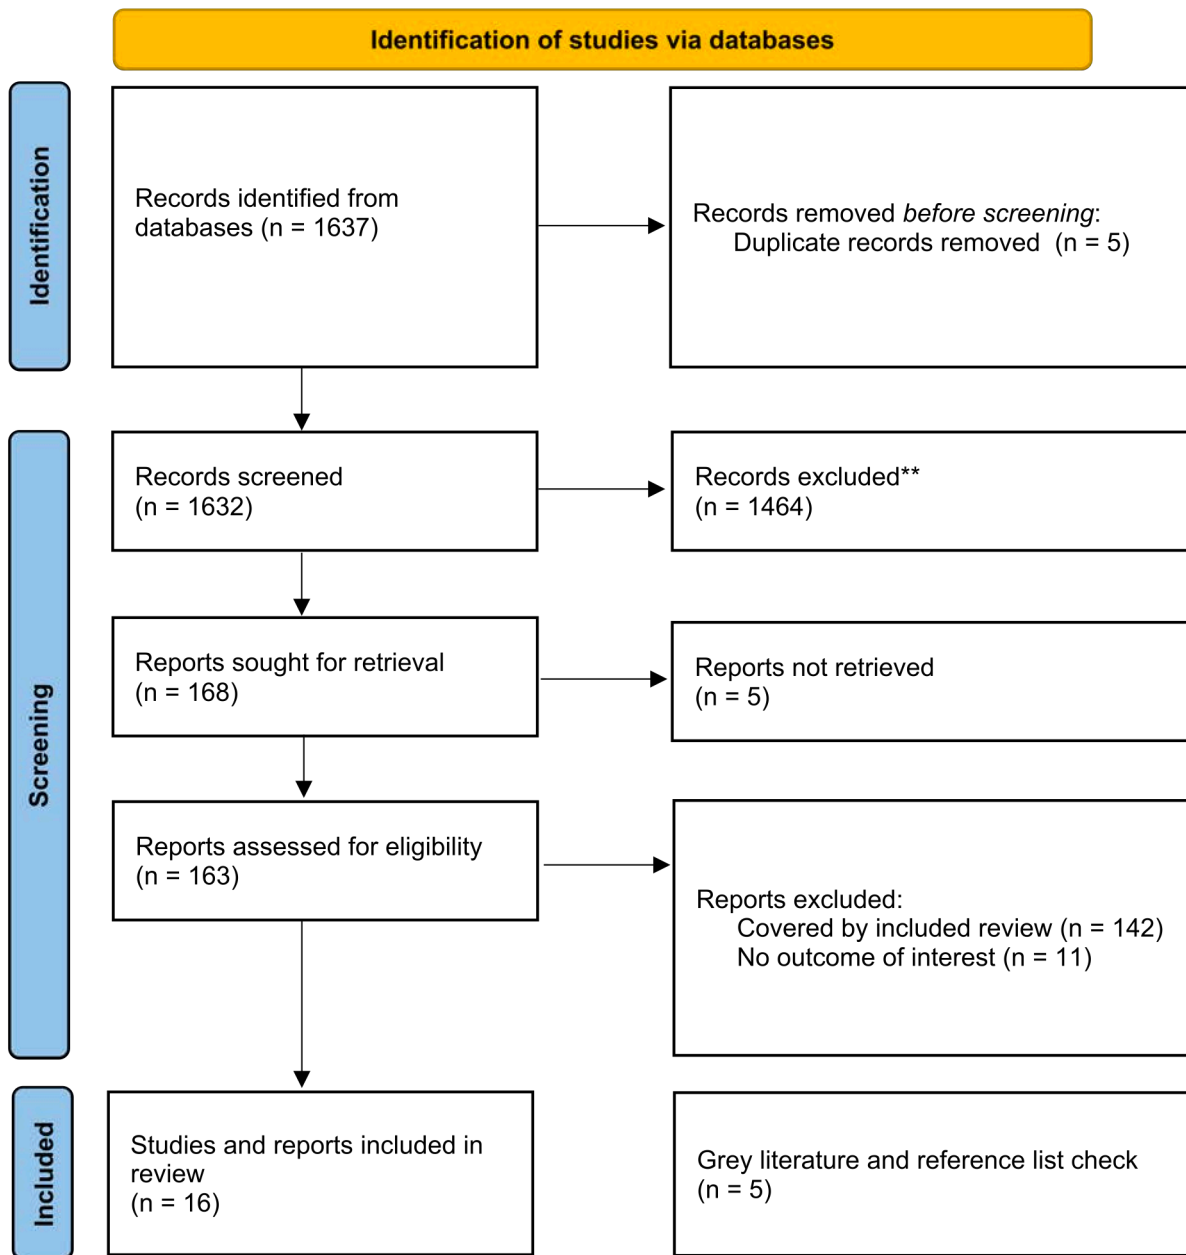 Identification of studies via databases
Identification
Records identified from
databases (n = 1637)
Records removed before screening:
Duplicate records removed  (n = 5)
Screening
Records screened
(n = 1632)
Records excluded**
(n = 1464)
Reports sought for retrieval
(n = 168)
Reports not retrieved
(n = 5)
Reports assessed for eligibility
(n = 163)
Reports excluded:
Covered by included review (n = 142)
No outcome of interest (n = 11)
Included
Studies and reports included in
review
(n = 16)
Grey literature and reference list check
(n = 5)